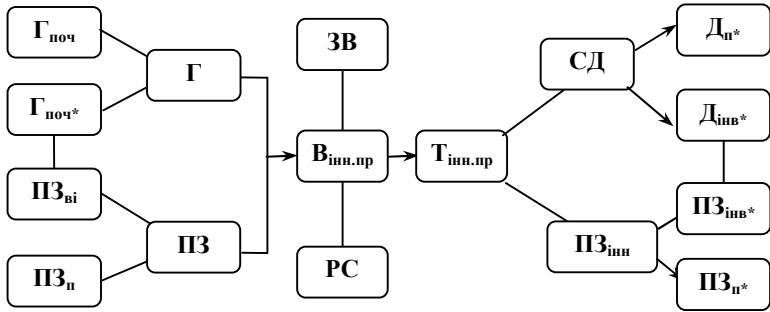 Гпоч
Г
Гпоч*
ПЗві
ПЗ
ПЗп
ЗВ
Вінн.пр
РС
Тінн.пр
СД
Дп*
Дінв*
ПЗінн
ПЗінв*
ПЗп*